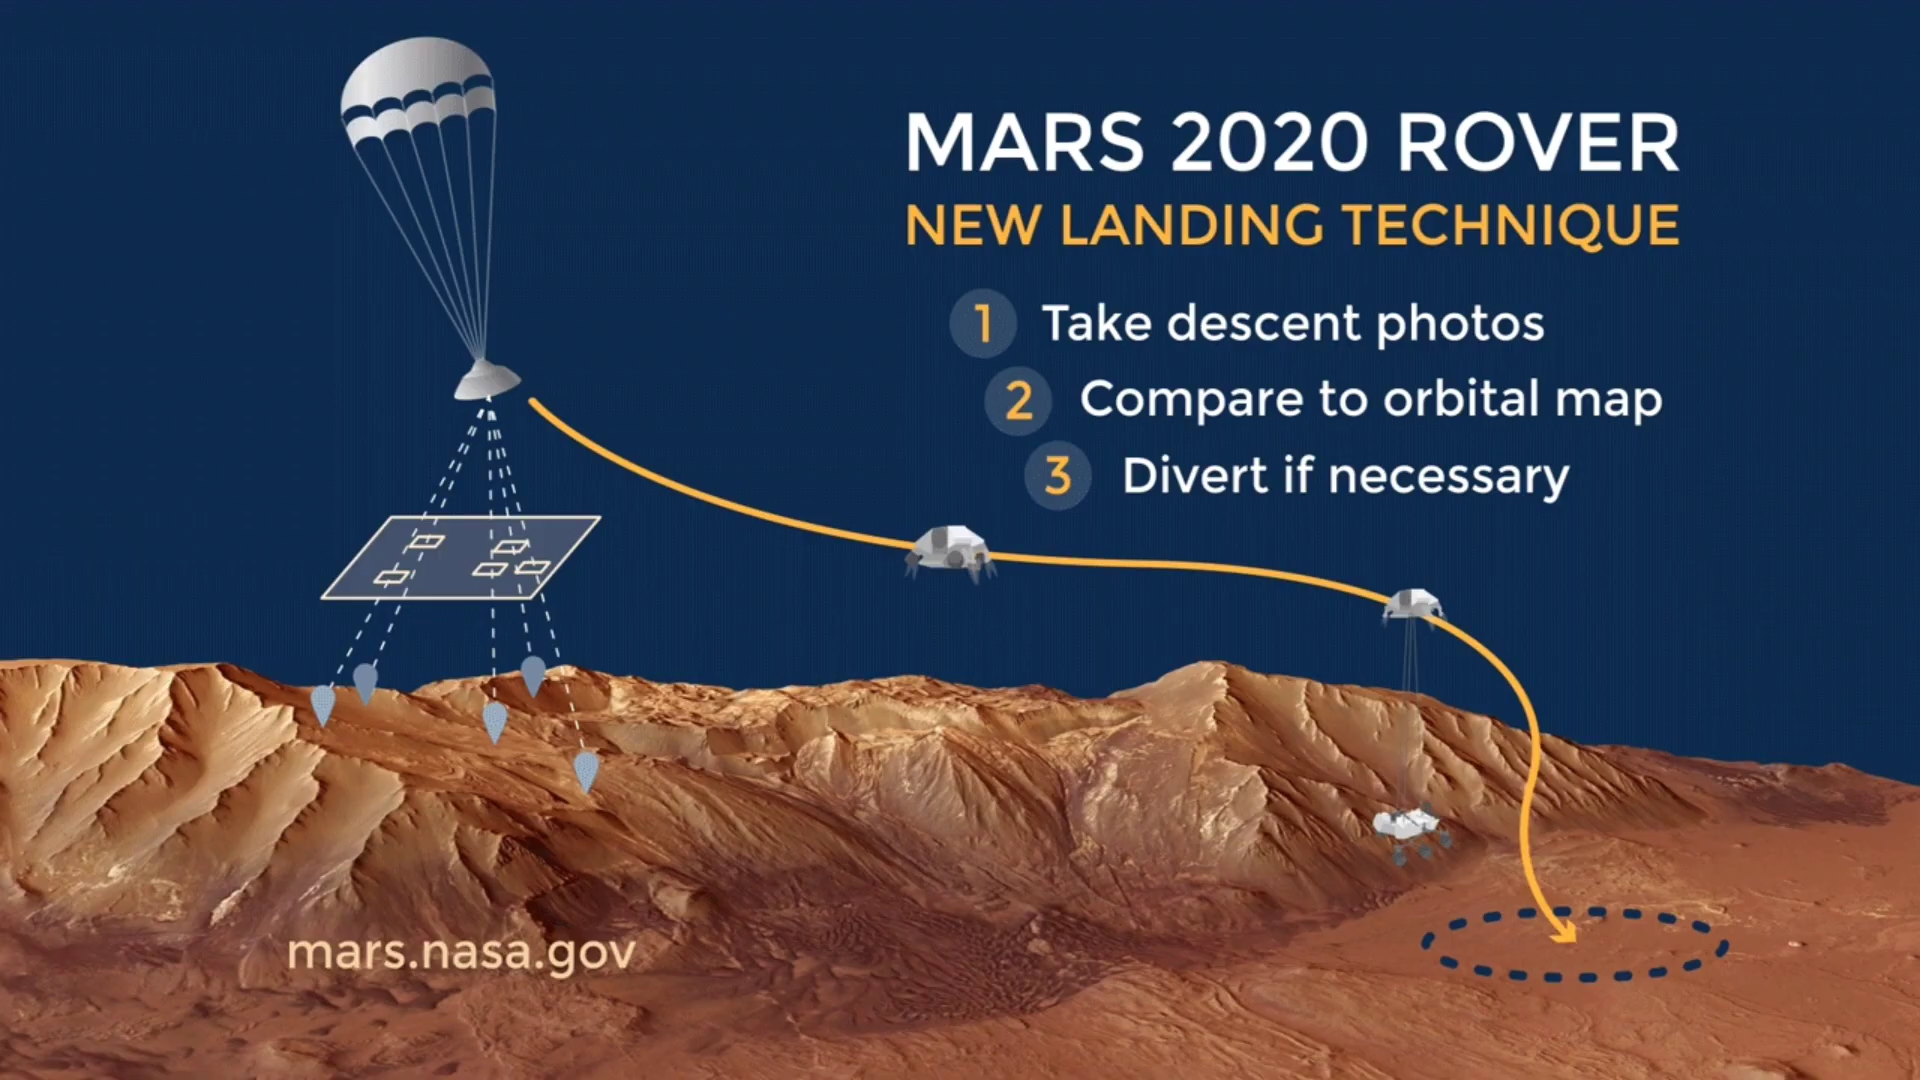 MARS 2020 ROVER
NEW LANDING TECHNIQUE
1 Take descent photos
2 Compare to orbital map
3 Divert if necessary
mars.nasa.gov